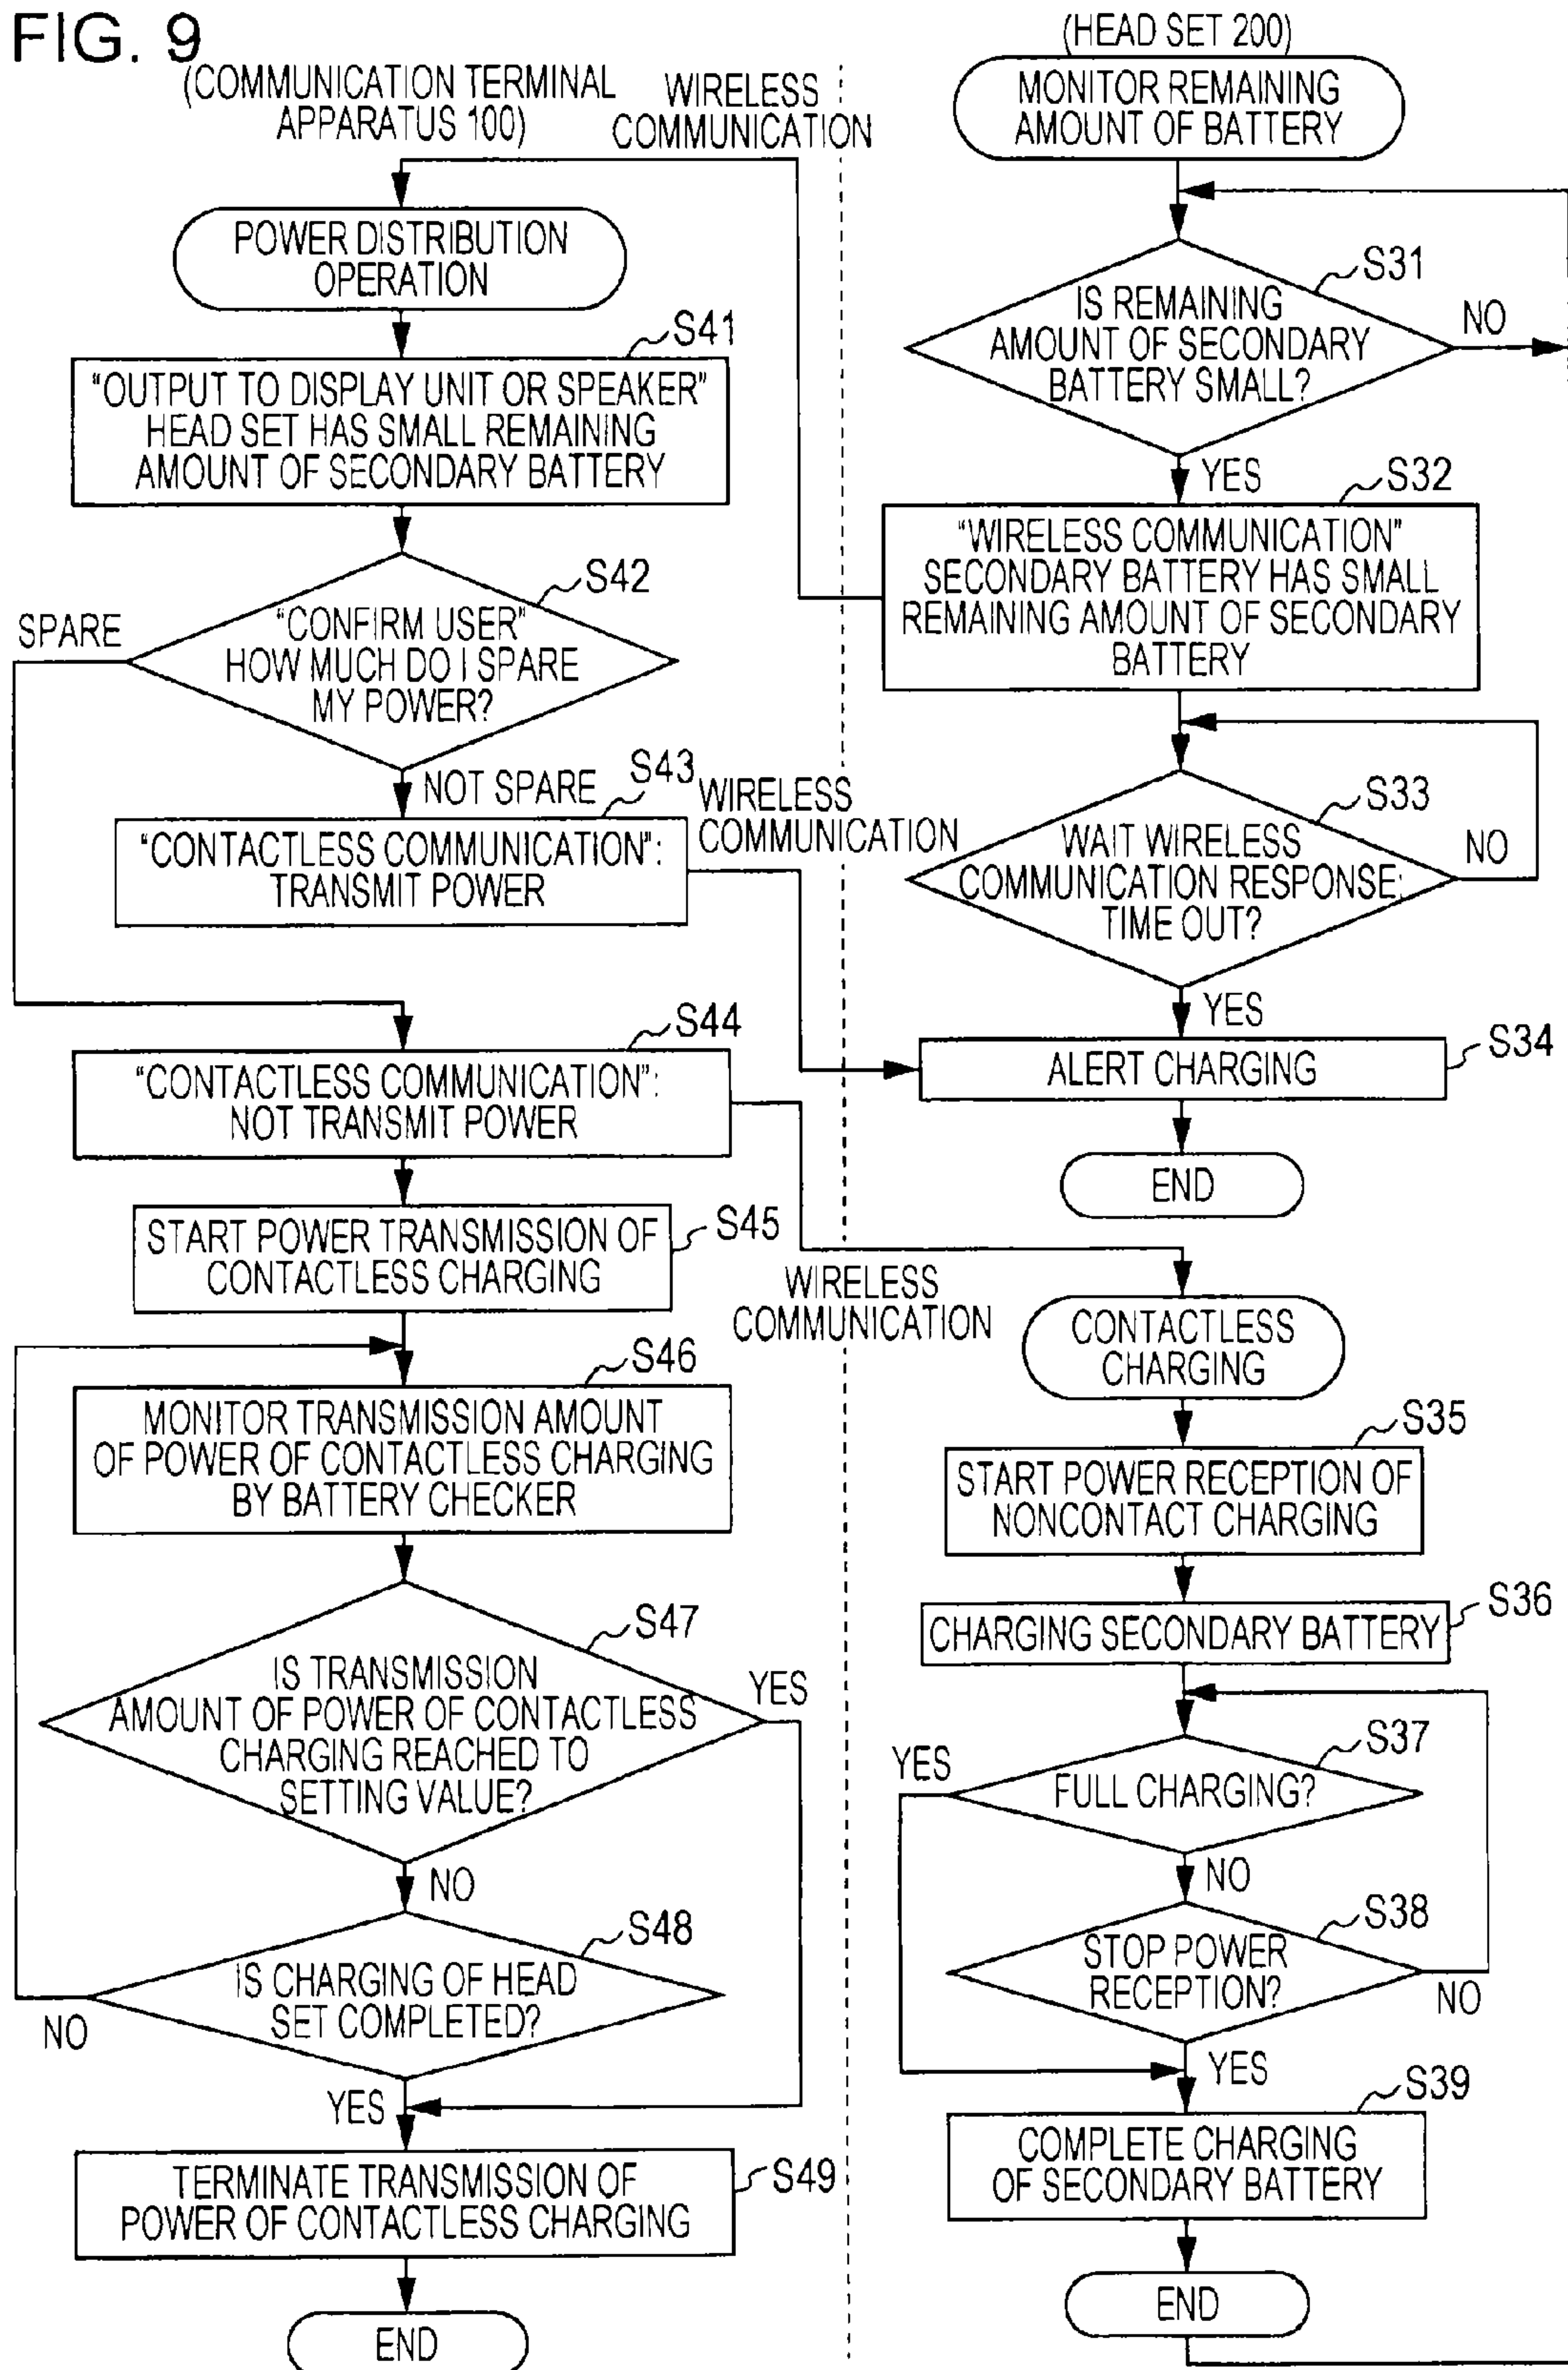 FIG. 9
(COMMUNICATION TERMINAL
APPARATUS 100)
WIRELESS
COMMUNICATION
POWER DISTRIBUTION
OPERATION
S41
"OUTPUT TO DISPLAY UNIT OR SPEAKER"
HEAD SET HAS SMALL REMAINING
AMOUNT OF SECONDARY BATTERY
S42
"CONFIRM USER"
HOW MUCH DO I SPARE
MY POWER?
SPARE
NOT SPARE
S43
"CONTACTLESS COMMUNICATION":
TRANSMIT POWER
WIRELESS
COMMUNICATION
S44
"CONTACTLESS COMMUNICATION":
NOT TRANSMIT POWER
S45
START POWER TRANSMISSION OF
CONTACTLESS CHARGING
WIRELESS
COMMUNICATION
S46
MONITOR TRANSMISSION AMOUNT
OF POWER OF CONTACTLESS CHARGING
BY BATTERY CHECKER
S47
IS TRANSMISSION
AMOUNT OF POWER OF CONTACTLESS
CHARGING REACHED TO
SETTING VALUE?
YES
NO
S48
IS CHARGING OF HEAD
SET COMPLETED?
NO
YES
S49
TERMINATE TRANSMISSION OF
POWER OF CONTACTLESS CHARGING
END
(HEAD SET 200)
MONITOR REMAINING
AMOUNT OF BATTERY
S31
IS REMAINING
AMOUNT OF SECONDARY
BATTERY SMALL?
NO
YES
S32
"WIRELESS COMMUNICATION"
SECONDARY BATTERY HAS SMALL
REMAINING AMOUNT OF SECONDARY
BATTERY
S33
WAIT WIRELESS
COMMUNICATION RESPONSE:
TIME OUT?
NO
YES
S34
ALERT CHARGING
END
CONTACTLESS
CHARGING
S35
START POWER RECEPTION OF
NONCONTACT CHARGING
S36
CHARGING SECONDARY BATTERY
S37
FULL CHARGING?
YES
NO
S38
STOP POWER
RECEPTION?
NO
YES
S39
COMPLETE CHARGING
OF SECONDARY BATTERY
END